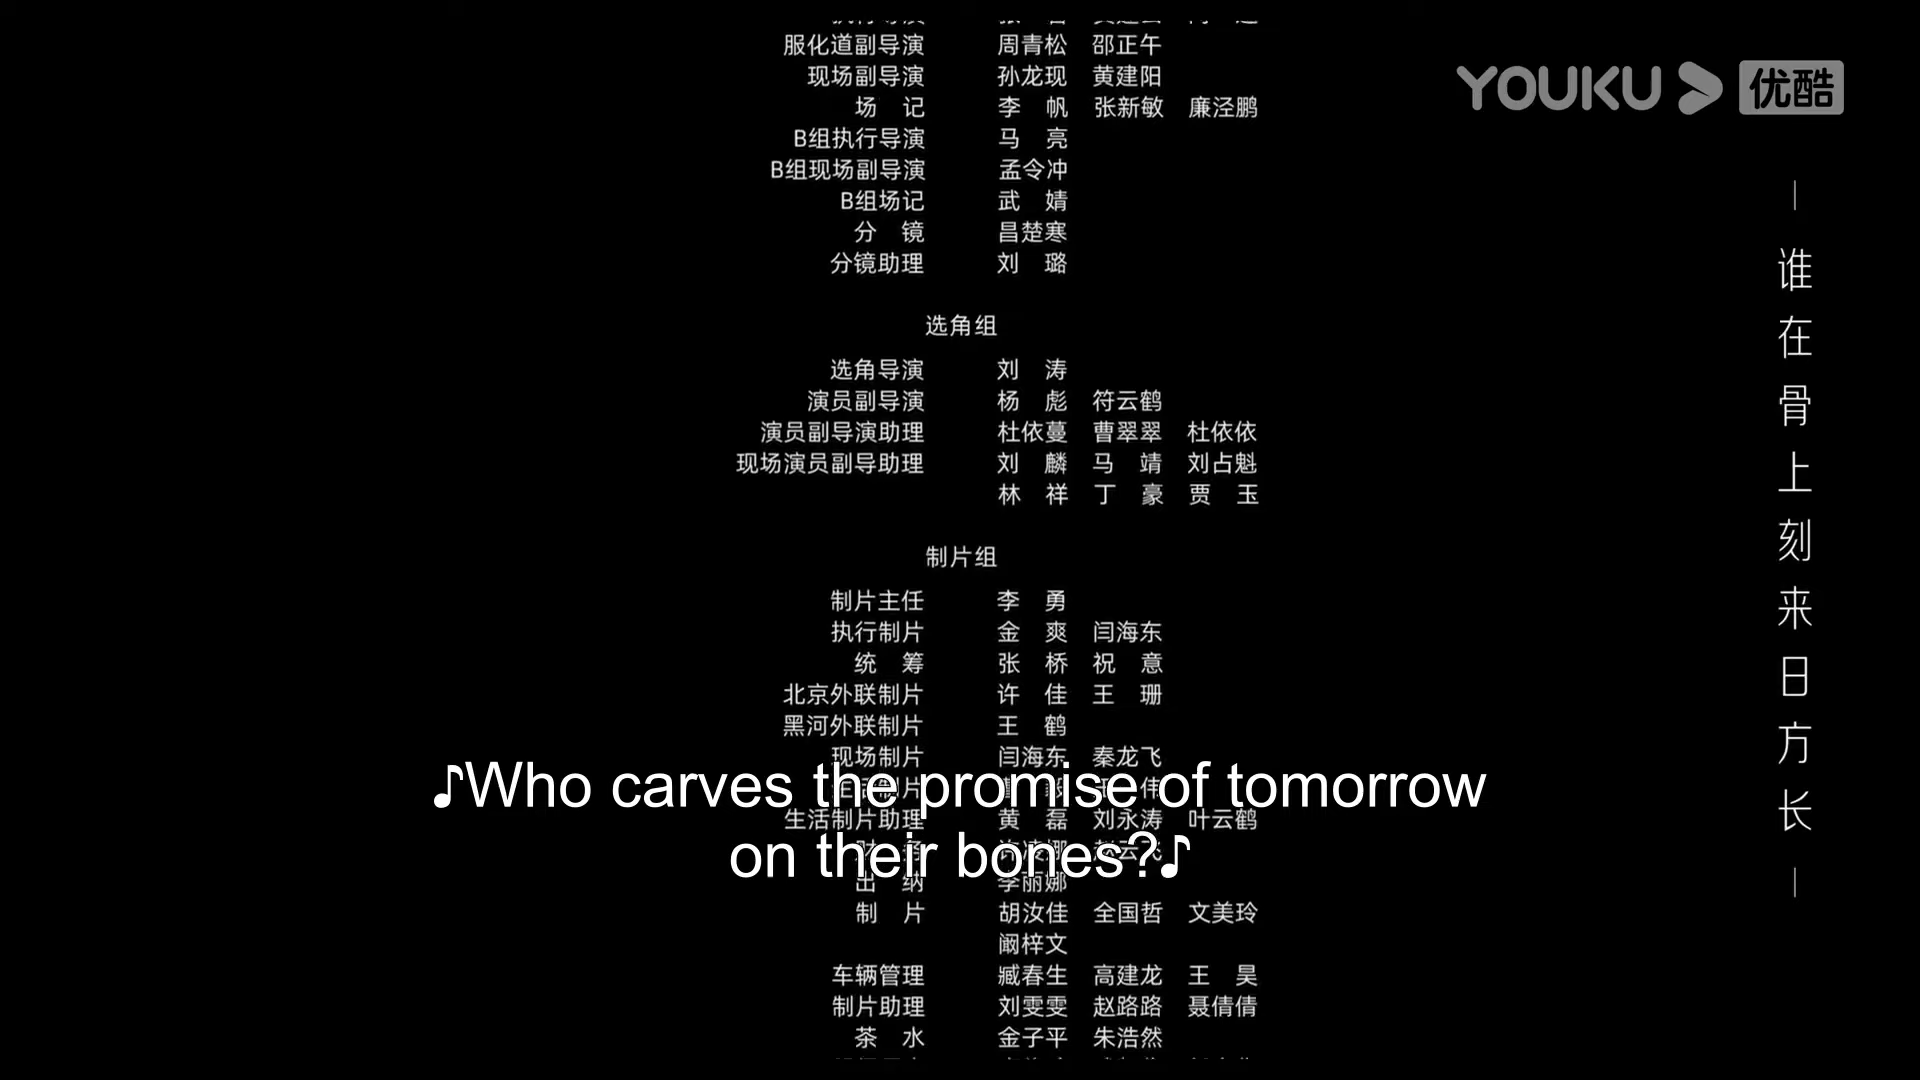 服化道副导演 周青松 邵正午
现场副导演 孙龙现 黄建阳
场 记 李 帆 张新敏 廉泾鹏
B组执行导演 马 亮
B组现场副导演 孟令冲
B组场记 武 婧
分 镜 昌楚寒
分镜助理 刘 璐
选角组
选角导演 刘 涛
演员副导演 杨 彪 符云鹤
演员副导演助理 杜依蔓 曹翠翠 杜依依
现场演员副导助理 刘 麟 马 靖 刘占魁
林 祥 丁 豪 贾 玉
制片组
制片主任 李 勇
执行制片 金 爽 闫海东
统 筹 张 桥 祝 意
北京外联制片 许 佳 王 珊
黑河外联制片 王 鹤
现场制片 闫海东 秦龙飞
生活制片助理 黄 磊 刘永涛 叶云鹤
出 纳 李丽娜
制 片 胡汝佳 全国哲 文美玲
阚梓文
车辆管理 臧春生 高建龙 王 昊
制片助理 刘雯雯 赵路路 聂倩倩
茶 水 金子平 朱浩然
♪Who carves the promise of tomorrow
on their bones?♪
YOUKU 优酷
谁在骨上刻来日方长